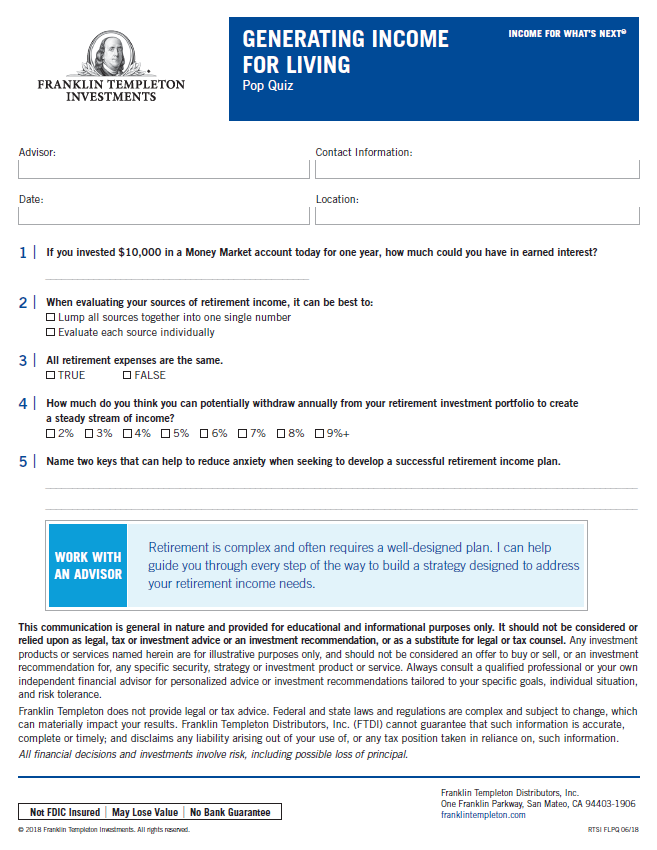 FRANKLIN TEMPLETON
INVESTMENTS
GENERATING INCOME
FOR LIVING
Pop Quiz
INCOME FOR WHAT'S NEXT®
Advisor:
Contact Information:
Date:
Location:
1 | If you invested $10,000 in a Money Market account today for one year, how much could you have in earned interest?
2 | When evaluating your sources of retirement income, it can be best to:
☐ Lump all sources together into one single number
☐ Evaluate each source individually
3 | All retirement expenses are the same.
☐ TRUE ☐ FALSE
4 | How much do you think you can potentially withdraw annually from your retirement investment portfolio to create
a steady stream of income?
☐ 2% ☐ 3% ☐ 4% ☐ 5% ☐ 6% ☐ 7% ☐ 8% ☐ 9%+
5 | Name two keys that can help to reduce anxiety when seeking to develop a successful retirement income plan.
WORK WITH
AN ADVISOR
Retirement is complex and often requires a well-designed plan. I can help
guide you through every step of the way to build a strategy designed to address
your retirement income needs.
This communication is general in nature and provided for educational and informational purposes only. It should not be considered or
relied upon as legal, tax or investment advice or an investment recommendation, or as a substitute for legal or tax counsel. Any investment
products or services named herein are for illustrative purposes only, and should not be considered an offer to buy or sell, or an investment
recommendation for, any specific security, strategy or investment product or service. Always consult a qualified professional or your own
independent financial advisor for personalized advice or investment recommendations tailored to your specific goals, individual situation,
and risk tolerance.
Franklin Templeton does not provide legal or tax advice. Federal and state laws and regulations are complex and subject to change, which
can materially impact your results. Franklin Templeton Distributors, Inc. (FTDI) cannot guarantee that such information is accurate,
complete or timely; and disclaims any liability arising out of your use of, or any tax position taken in reliance on, such information.
All financial decisions and investments involve risk, including possible loss of principal.
Not FDIC Insured | May Lose Value | No Bank Guarantee
Franklin Templeton Distributors, Inc.
One Franklin Parkway, San Mateo, CA 94403-1906
franklintempleton.com
© 2018 Franklin Templeton Investments. All rights reserved.
RTSI FLPQ 06/18